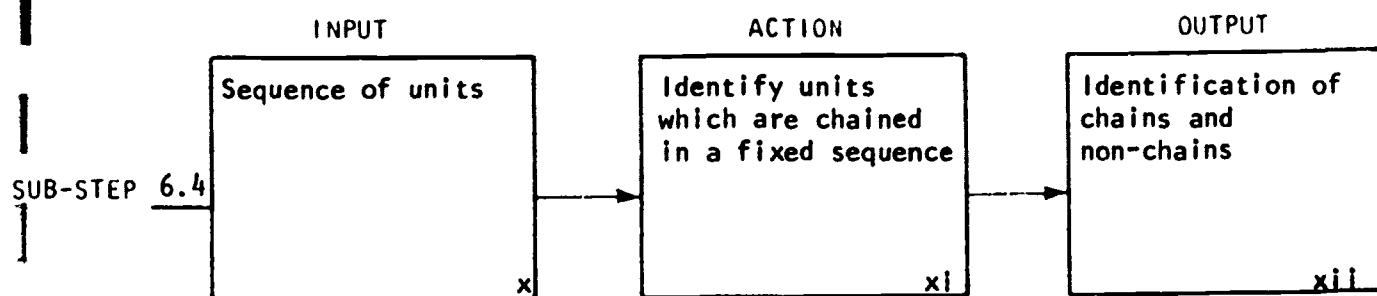 INPUT
ACTION
OUTPUT
Sequence of units
Identify units
which are chained
in a fixed sequence
Identification of
chains and
non-chains
SUB-STEP 6.4
x
xi
xii